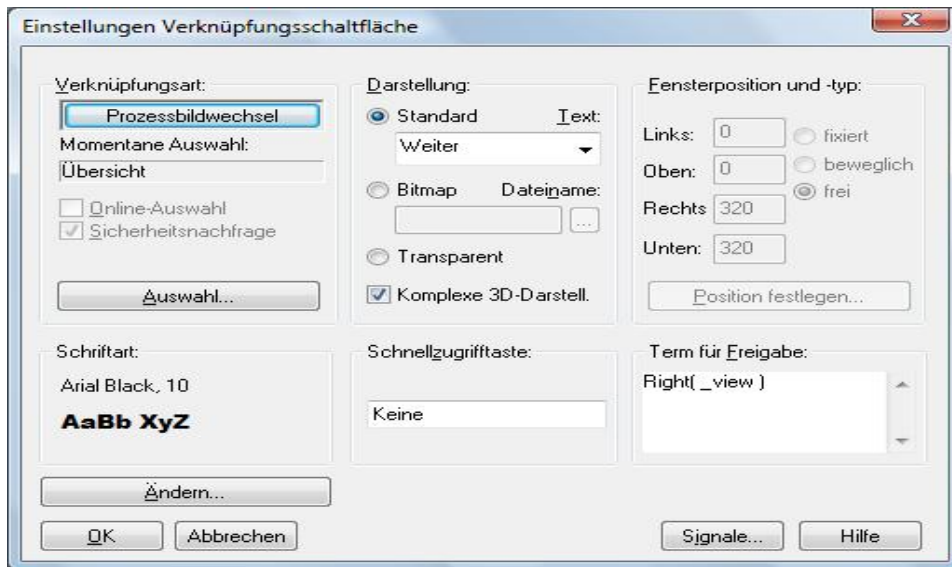 Einstellungen Verknüpfungsschaltfläche
Verknüpfungsart:
Prozessbildwechsel
Momentane Auswahl:
Übersicht
Online-Auswahl
Sicherheitsnachfrage
Auswahl...
Darstellung:
Standard Text:
Weiter
Bitmap Dateiname:
...
Transparent
Komplexe 3D-Darstell.
Fensterposition und -typ:
Links: 0 fixiert
Oben: 0 beweglich
frei
Rechts 320
Unten: 320
Position festlegen...
Schriftart:
Arial Black, 10
AaBb XyZ
Schnellzugrifftaste:
Keine
Term für Freigabe:
Right( _view )
Ändern...
OK Abbrechen Signale... Hilfe